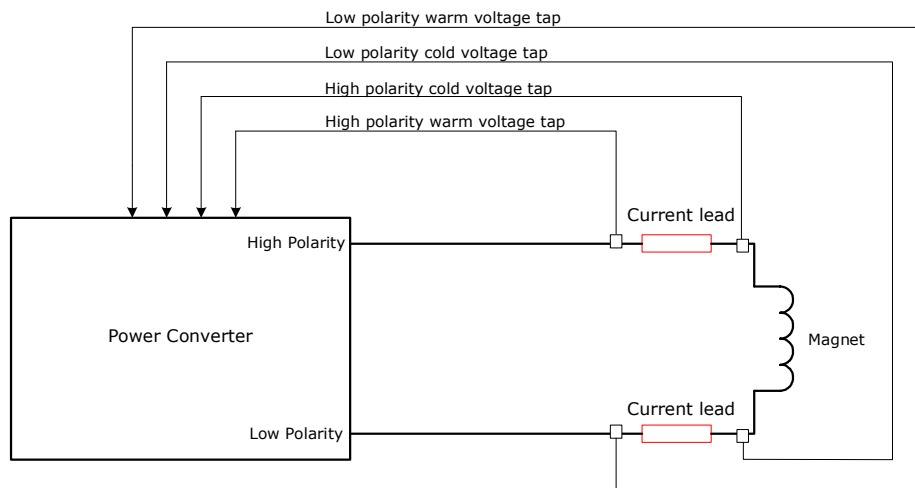 Low polarity warm voltage tap
Low polarity cold voltage tap
High polarity cold voltage tap
High polarity warm voltage tap
Current lead
High Polarity
Power Converter
Magnet
Current lead
Low Polarity